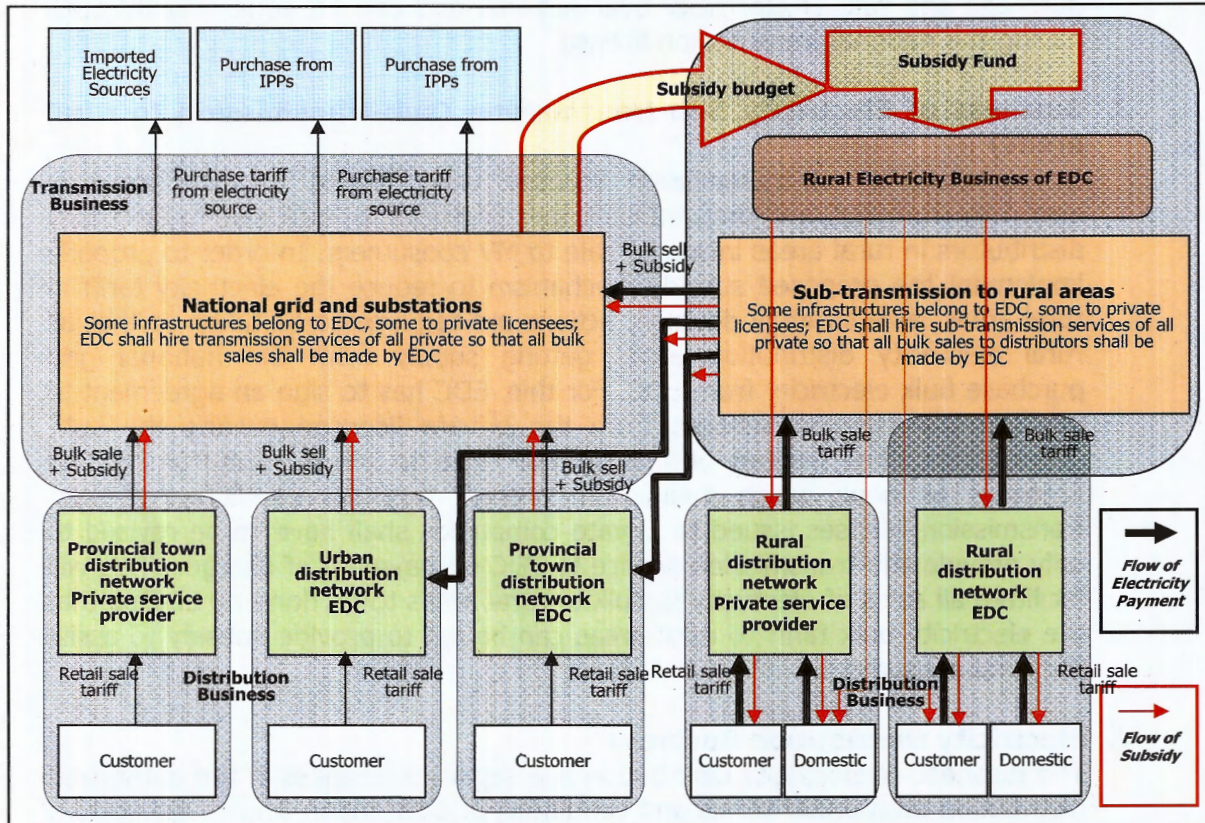 Imported
Electricity
Sources
Purchase from
IPPs
Purchase from
IPPs
Subsidy budget
Subsidy Fund
Rural Electricity Business of EDC
Transmission
Business
Purchase tariff
from electricity
source
Purchase tariff
from electricity
source
Bulk sell
+ Subsidy
National grid and substations
Some infrastructures belong to EDC, some to private licensees;
EDC shall hire transmission services of all private so that all bulk
sales shall be made by EDC
Sub-transmission to rural areas
Some infrastructures belong to EDC, some to private
licensees; EDC shall hire sub-transmission services of all
private so that all bulk sales to distributors shall be
made by EDC
Bulk sale
+ Subsidy
Bulk sell
+ Subsidy
Bulk sell
+ Subsidy
Bulk sale
tariff
Bulk sale
tariff
Provincial town
distribution
network
Private service
provider
Urban
distribution
network
EDC
Provincial town
distribution
network
EDC
Rural
distribution
network
Private service
provider
Rural
distribution
network
EDC
Flow of
Electricity
Payment
Retail sale
tariff
Distribution
Business
Retail sale
tariff
Retail sale
tariff
Retail sale
tariff
Distribution
Business
Retail sale
tariff
Customer
Customer
Customer
Customer
Domestic
Customer
Domestic
Flow of
Subsidy